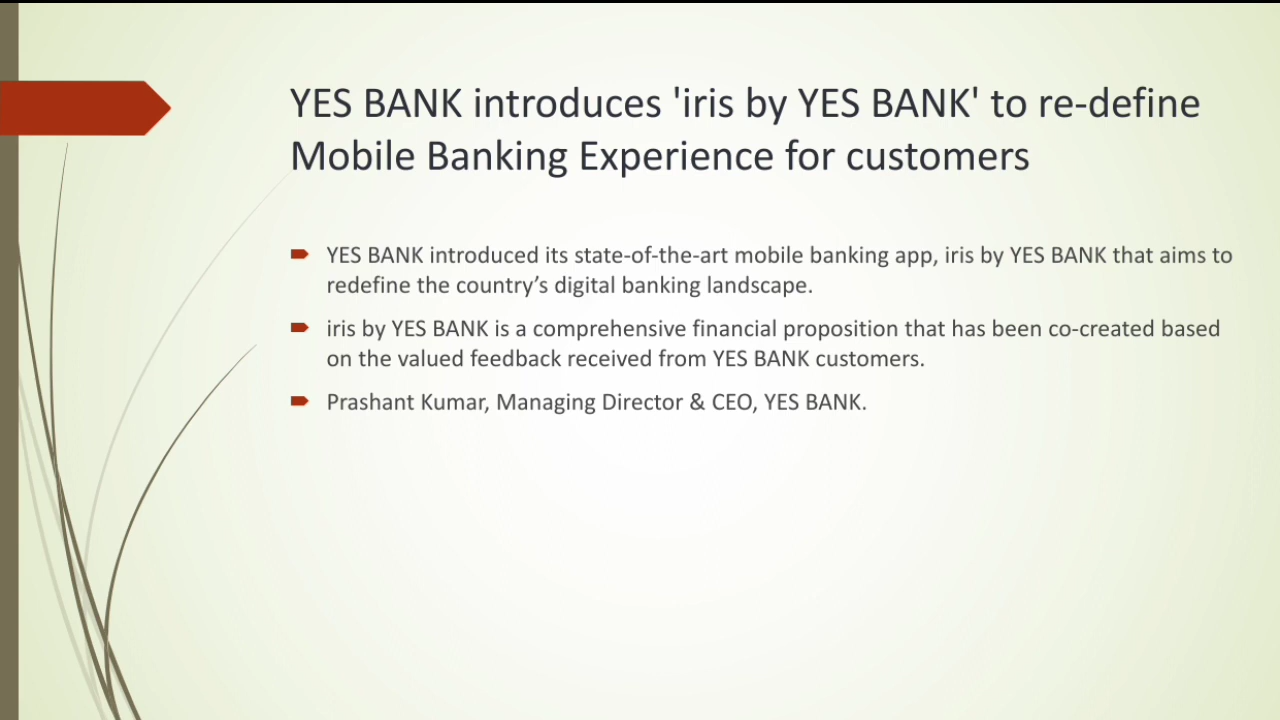 YES BANK introduces 'iris by YES BANK' to re-define
Mobile Banking Experience for customers
YES BANK introduced its state-of-the-art mobile banking app, iris by YES BANK that aims to
redefine the country’s digital banking landscape.
iris by YES BANK is a comprehensive financial proposition that has been co-created based
on the valued feedback received from YES BANK customers.
Prashant Kumar, Managing Director & CEO, YES BANK.